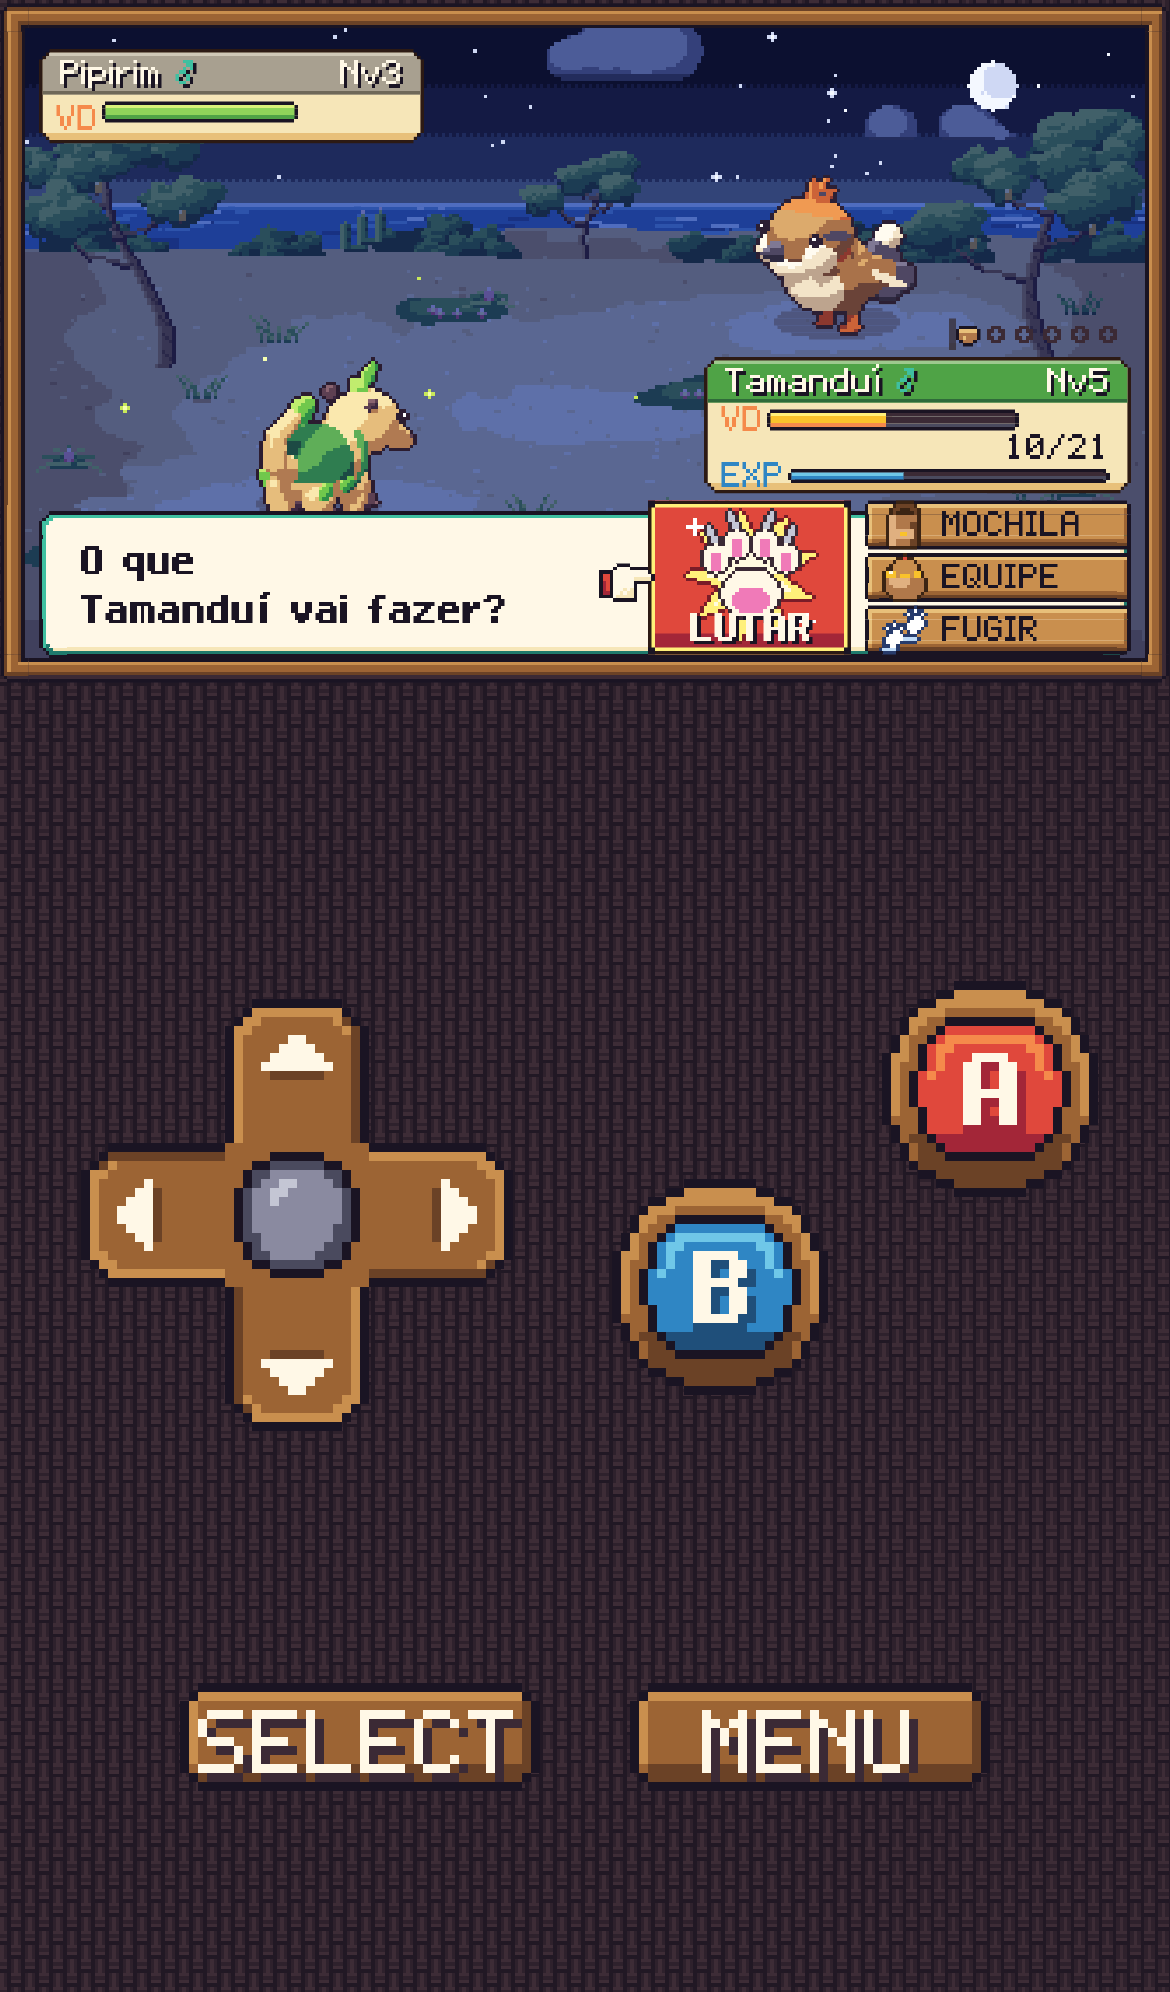 Pipirim ♂ Nv3
VD
Tamanduí ♂ Nv5
VD
10/21
EXP
O que
Tamanduí vai fazer?
LUTAR
MOCHILA
EQUIPE
FUGIR
A
B
SELECT
MENU